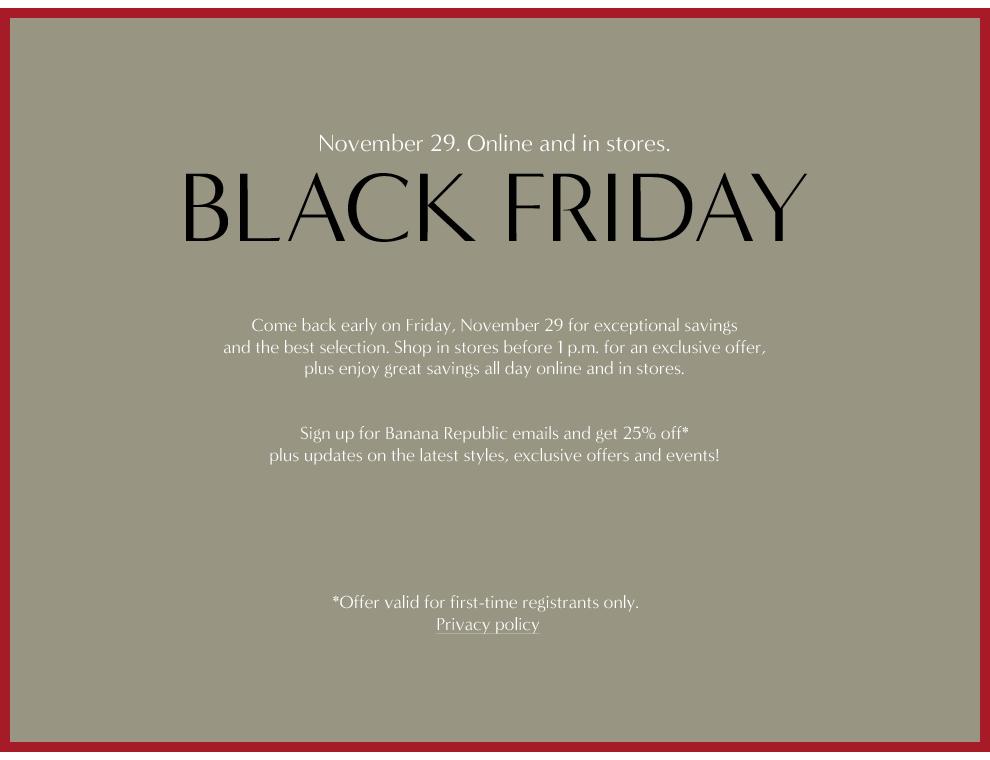 November 29. Online and in stores.
BLACK FRIDAY
Come back early on Friday, November 29 for exceptional savings
and the best selection. Shop in stores before 1 p.m. for an exclusive offer,
plus enjoy great savings all day online and in stores.
Sign up for Banana Republic emails and get 25% off*
plus updates on the latest styles, exclusive offers and events!
*Offer valid for first-time registrants only.
Privacy policy